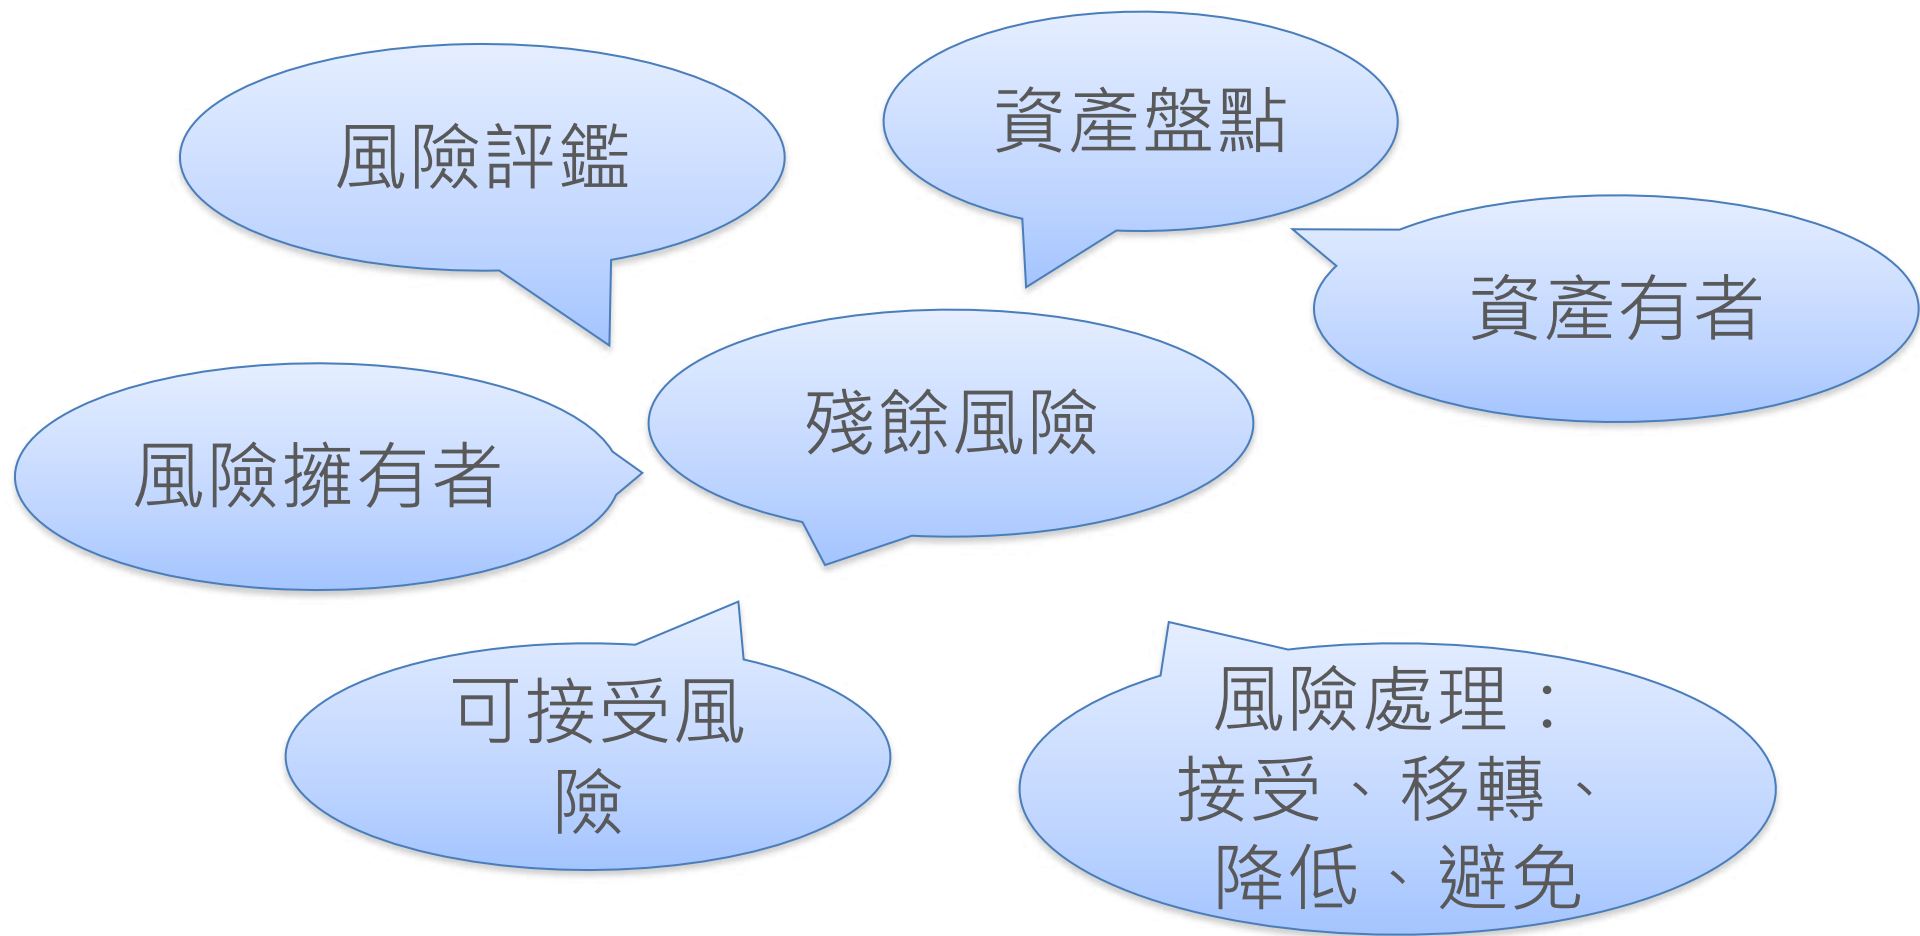 風險評鑑
資產盤點
資產有者
殘餘風險
風險擁有者
可接受風
險
風險處理：
接受、移轉、
降低、避免